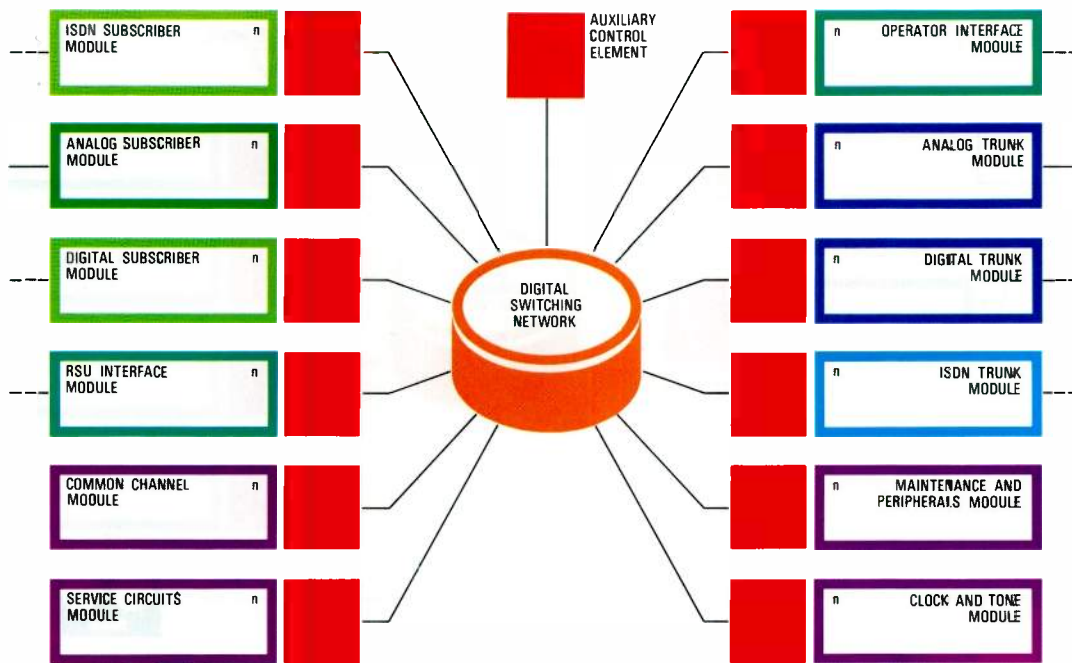 ISDN SUBSCRIBER n
MODULE
ANALOG SUBSCRIBER n
MODULE
DIGITAL SUBSCRIBER n
MODULE
RSU INTERFACE n
MODULE
COMMON CHANNEL n
MODULE
SERVICE CIRCUITS n
MODULE
AUXILIARY
CONTROL
ELEMENT
DIGITAL
SWITCHING
NETWORK
n OPERATOR INTERFACE
MODULE
n ANALOG TRUNK
MODULE
n DIGITAL TRUNK
MODULE
n ISDN TRUNK
MODULE
n MAINTENANCE AND
PERIPHERALS MODULE
n CLOCK AND TONE
MODULE